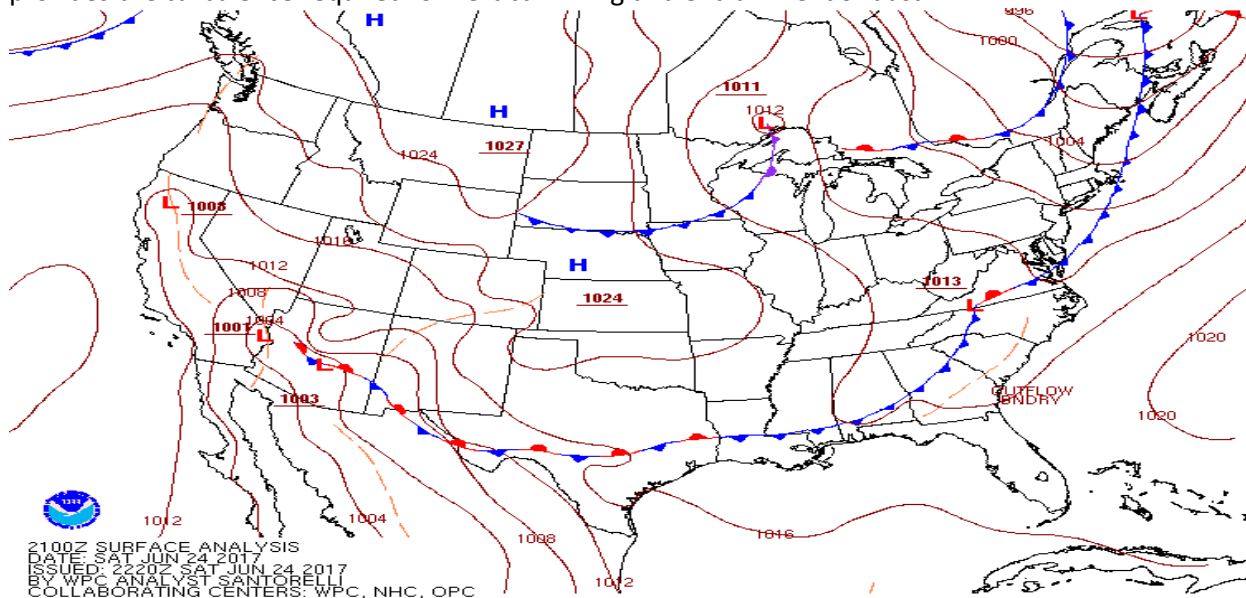 H
996
1000
1011
1012
L
H
1024
1027
1004
L
1008
1016
1012
H
1024
1013
L
1008
1004
1001
L
L
1020
1003
OUTFLOW
BNDRY
1020
1012
1004
1008
1016
1012
2100Z SURFACE ANALYSIS
DATE: SAT JUN 24 2017
ISSUED: 2220Z SAT JUN 24 2017
BY WPC ANALYST SANTORELLI
COLLABORATING CENTERS: WPC, NHC, OPC